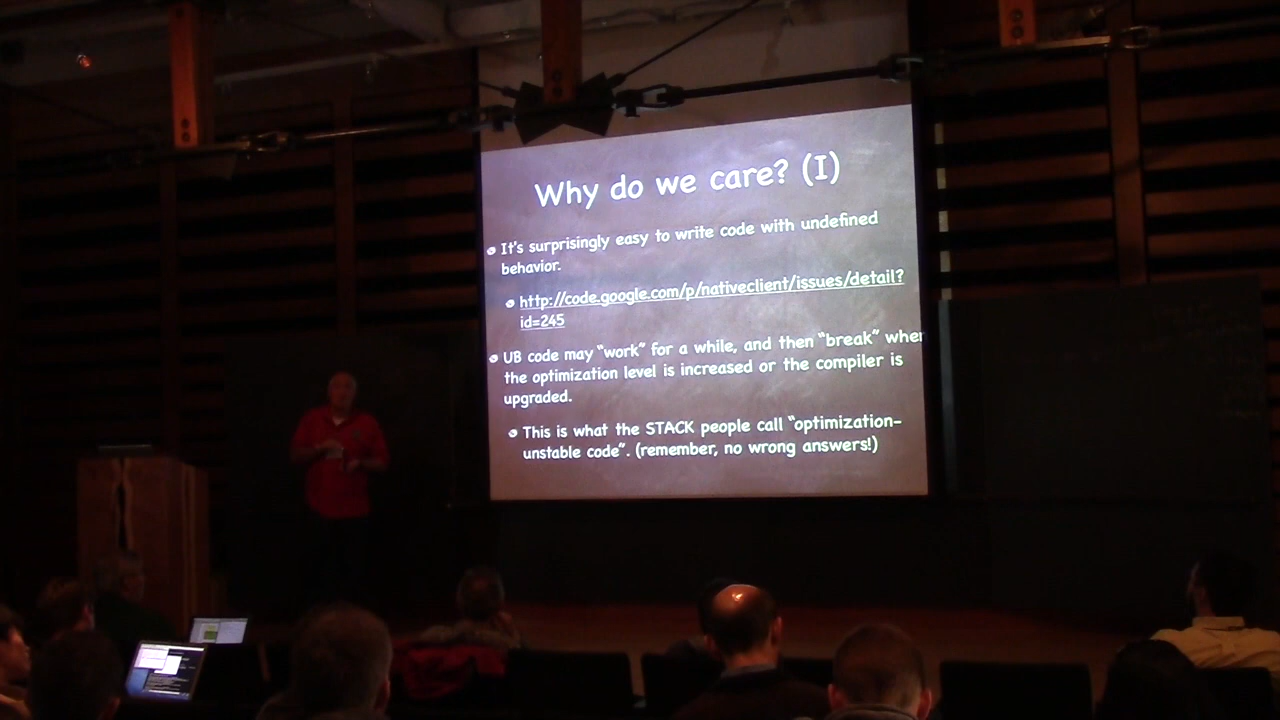 Why do we care? (I)
It's surprisingly easy to write code with undefined
behavior.
http://code.google.com/p/nativeclient/issues/detail?
id=245
UB code may "work" for a while, and then "break" when
the optimization level is increased or the compiler is
upgraded.
This is what the STACK people call "optimization-
unstable code". (remember, no wrong answers!)